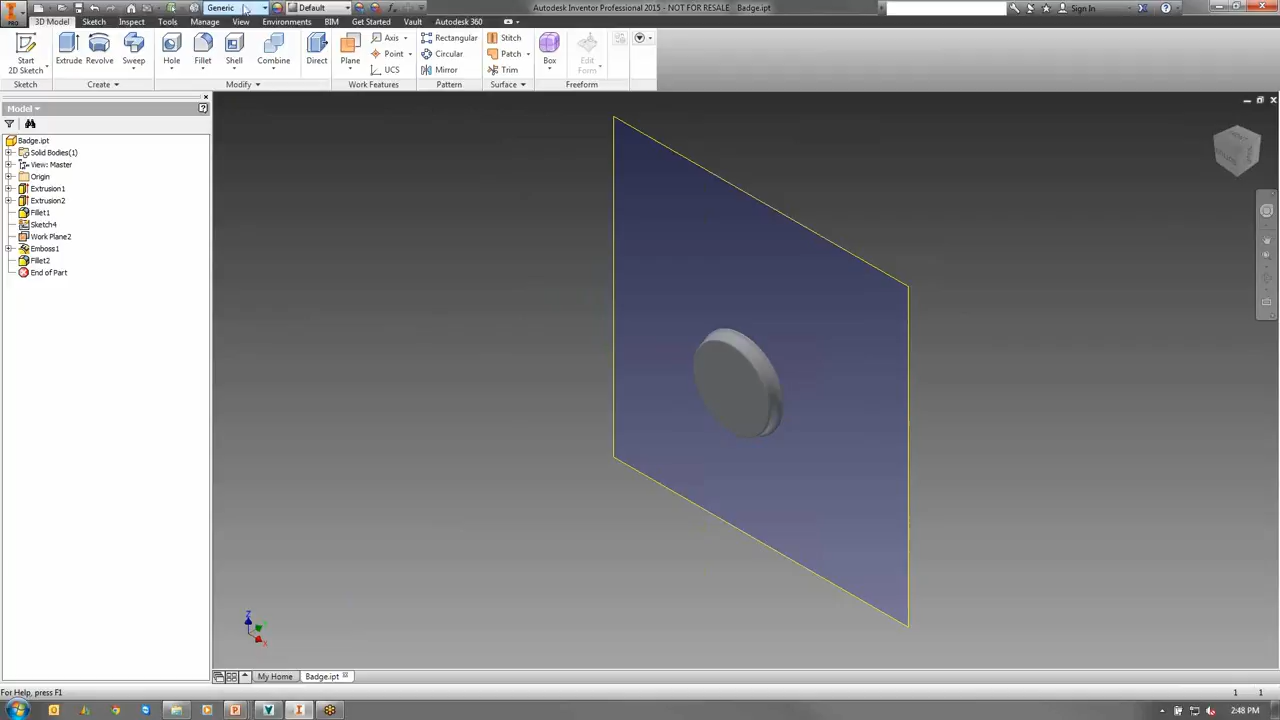 Generic
Default
Autodesk Inventor Professional 2015 - NOT FOR RESALE Badge.ipt
Sign In
PRO
3D Model
Sketch
Inspect
Tools
Manage
View
Environments
BIM
Get Started
Vault
Autodesk 360
Start
2D Sketch
Extrude
Revolve
Sweep
Hole
Fillet
Shell
Combine
Direct
Plane
Axis
Point
UCS
Rectangular
Circular
Mirror
Stitch
Patch
Trim
Box
Edit
Form
Sketch
Create
Modify
Work Features
Pattern
Surface
Freeform
Model
Badge.ipt
Solid Bodies(1)
View: Master
Origin
Extrusion1
Extrusion2
Fillet1
Sketch4
Work Plane2
Emboss1
Fillet2
End of Part
Z
X
My Home
Badge.ipt
For Help, press F1
1
1
2:48 PM